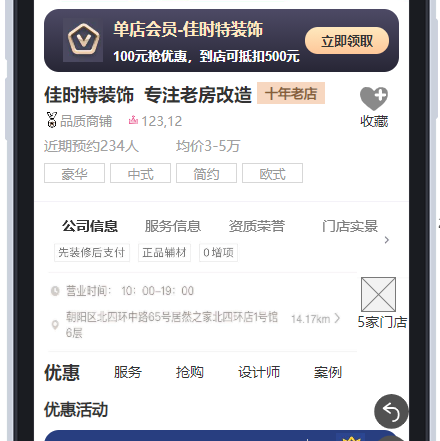 单店会员-佳时特装饰
100元抢优惠，到店可抵扣500元
立即领取
佳时特装饰 专注老房改造 十年老店
品质商铺 123,12 收藏
近期预约234人 均价3-5万
豪华 中式 简约 欧式
公司信息 服务信息 资质荣誉 门店实景
先装修后支付 正品辅材 0增项
营业时间： 10：00-19：00
朝阳区北四环中路65号居然之家北四环店1号馆 14.17km
6层
5家门店
优惠 服务 抢购 设计师 案例
优惠活动